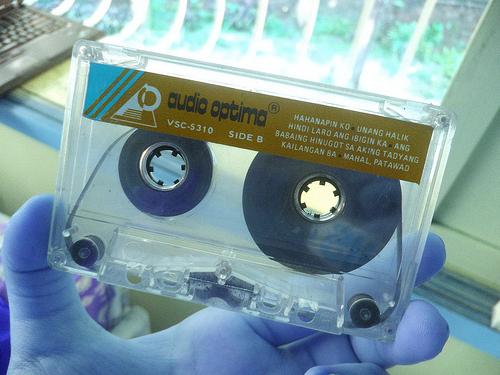 audio optima®
VSC-5310 SIDE B
HAHANAPIN KO • UNANG HALIK
HINDI LARO ANG IBIGIN KA • ANG
BABAING HINUGOT SA AKING TADYANG
KAILANGAN BA • MAHAL, PATAWAD